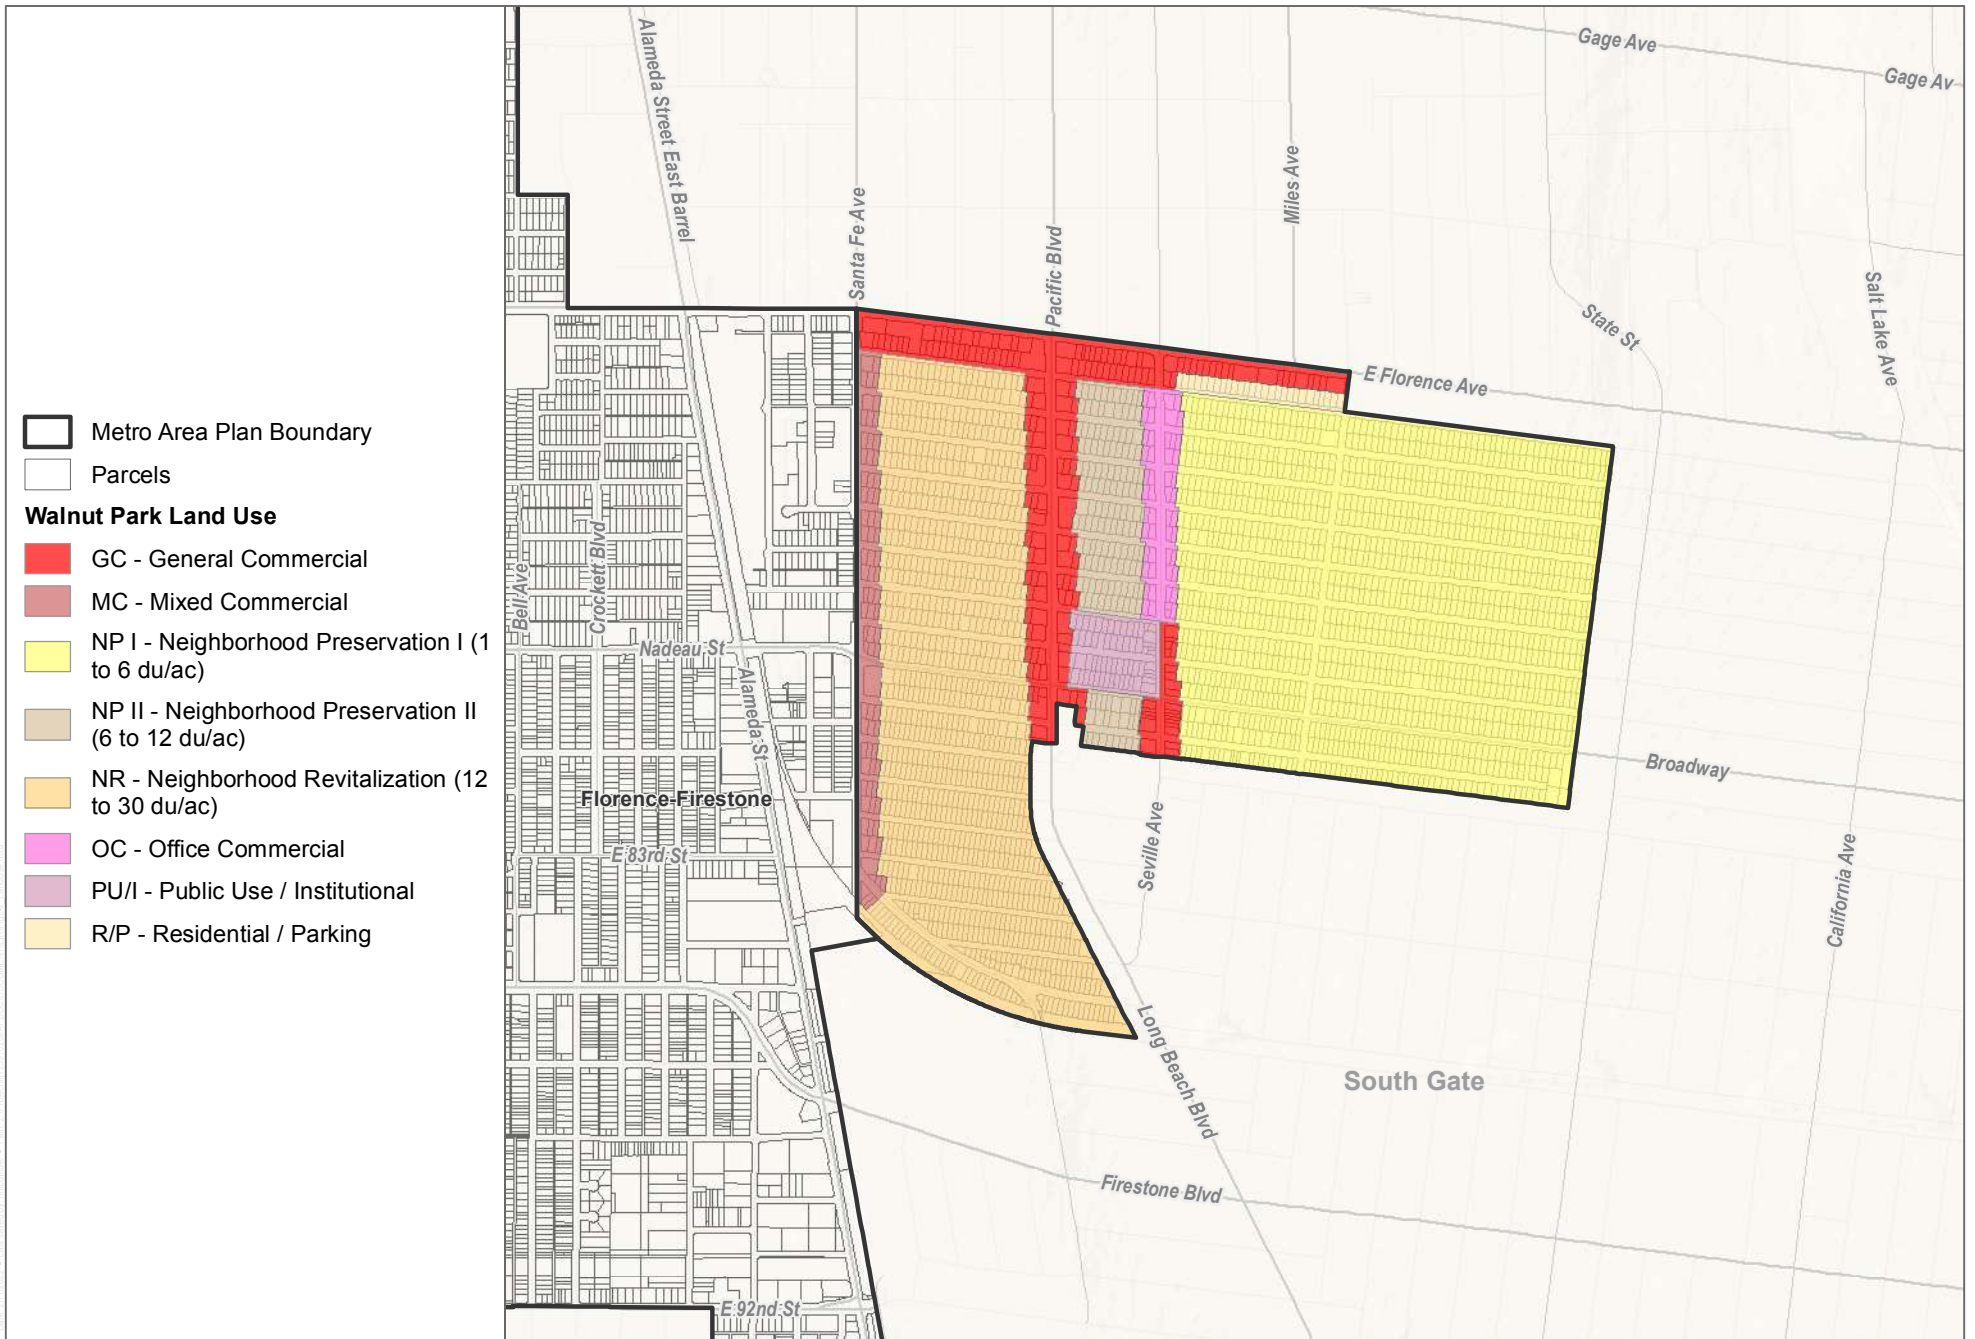 Metro Area Plan Boundary
Parcels
Walnut Park Land Use
GC - General Commercial
MC - Mixed Commercial
NP I - Neighborhood Preservation I (1
to 6 du/ac)
NP II - Neighborhood Preservation II
(6 to 12 du/ac)
NR - Neighborhood Revitalization (12
to 30 du/ac)
OC - Office Commercial
PU/I - Public Use / Institutional
R/P - Residential / Parking
Gage Ave
Gage Av
Alameda Street East Barrel
Santa Fe Ave
Pacific Blvd
Miles Ave
State St
Salt Lake Ave
E Florence Ave
Bell Ave
Crockett Blvd
Nadeau St
Alameda St
Broadway
Florence-Firestone
E 83rd St
Seville Ave
California Ave
Long Beach Blvd
South Gate
Firestone Blvd
E 92nd St